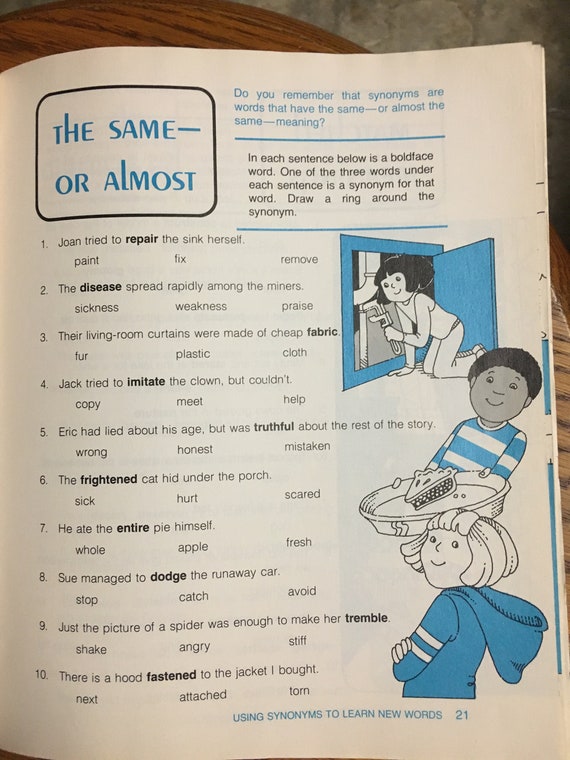 THE SAME—
OR ALMOST
Do you remember that synonyms are
words that have the same—or almost the
same—meaning?
In each sentence below is a boldface
word. One of the three words under
each sentence is a synonym for that
word. Draw a ring around the
synonym.
1. Joan tried to repair the sink herself.
paint fix remove
2. The disease spread rapidly among the miners.
sickness weakness praise
3. Their living-room curtains were made of cheap fabric.
fur plastic cloth
4. Jack tried to imitate the clown, but couldn't.
copy meet help
5. Eric had lied about his age, but was truthful about the rest of the story.
wrong honest mistaken
6. The frightened cat hid under the porch.
sick hurt scared
7. He ate the entire pie himself.
whole apple fresh
8. Sue managed to dodge the runaway car.
stop catch avoid
9. Just the picture of a spider was enough to make her tremble.
shake angry stiff
10. There is a hood fastened to the jacket I bought.
next attached torn
USING SYNONYMS TO LEARN NEW WORDS 21